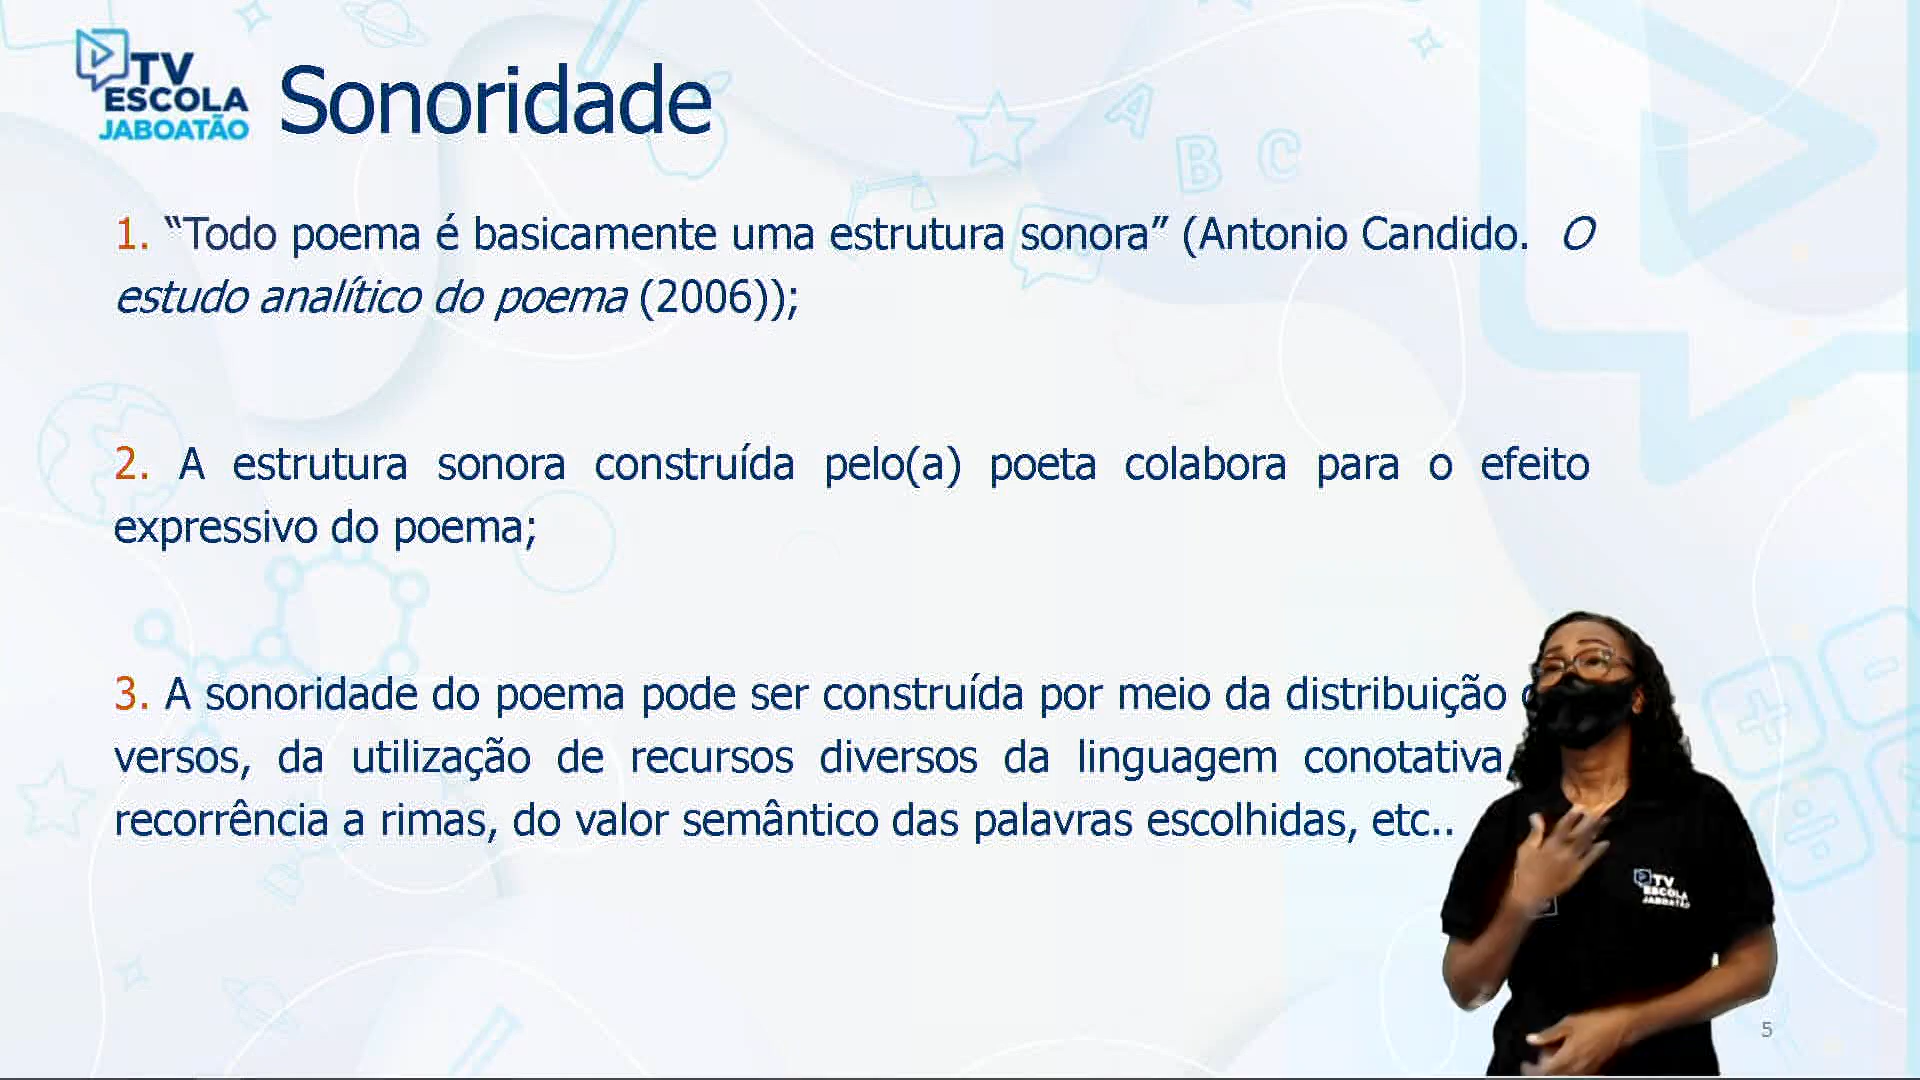 TV
ESCOLA
JABOATÃO
Sonoridade
A
B C
1. “Todo poema é basicamente uma estrutura sonora” (Antonio Candido. O
estudo analítico do poema (2006));
2. A estrutura sonora construída pelo(a) poeta colabora para o efeito
expressivo do poema;
3. A sonoridade do poema pode ser construída por meio da distribuição
versos, da utilização de recursos diversos da linguagem conotativa
recorrência a rimas, do valor semântico das palavras escolhidas, etc..
TV
ESCOLA
JABOATÃO
5